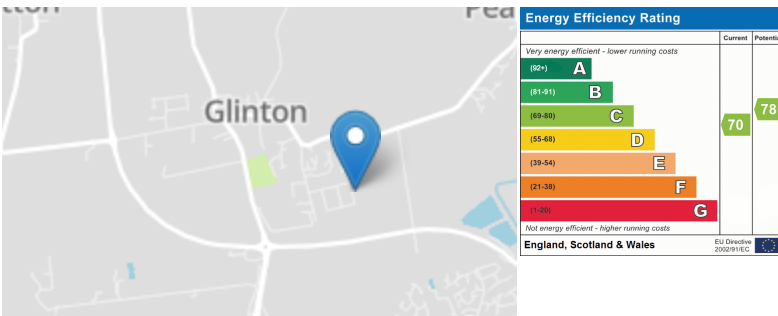 Glinton
Pea
Energy Efficiency Rating
Current Potentia
Very energy efficient - lower running costs
(92+) A
(81-91) B
(69-80) C
(55-68) D
(39-54) E
(21-38) F
(1-20) G
70
78
Not energy efficient - higher running costs
England, Scotland & Wales
EU Directive
2002/91/EC